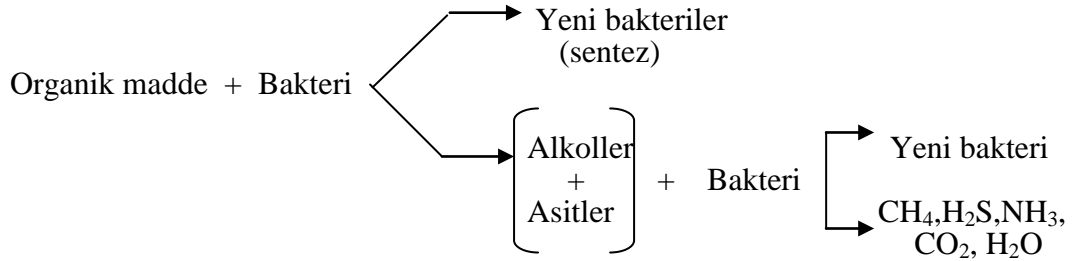 Yeni bakteriler
(sentez)
Organik madde + Bakteri
Alkoller
+
Asitler
+ Bakteri
Yeni bakteri
CH₄,H₂S,NH₃,
CO₂, H₂O